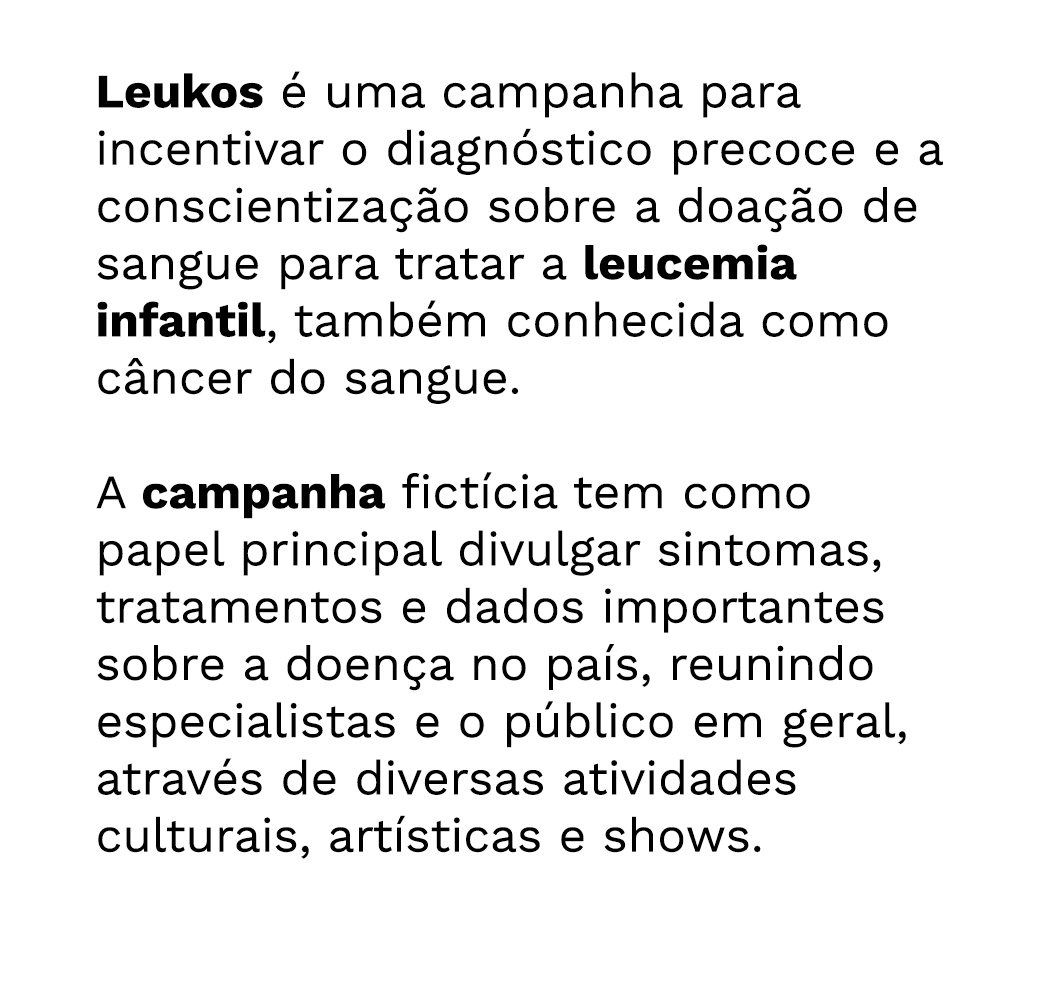 Leukos é uma campanha para
incentivar o diagnóstico precoce e a
conscientização sobre a doação de
sangue para tratar a leucemia
infantil, também conhecida como
câncer do sangue.

A campanha fictícia tem como
papel principal divulgar sintomas,
tratamentos e dados importantes
sobre a doença no país, reunindo
especialistas e o público em geral,
através de diversas atividades
culturais, artísticas e shows.